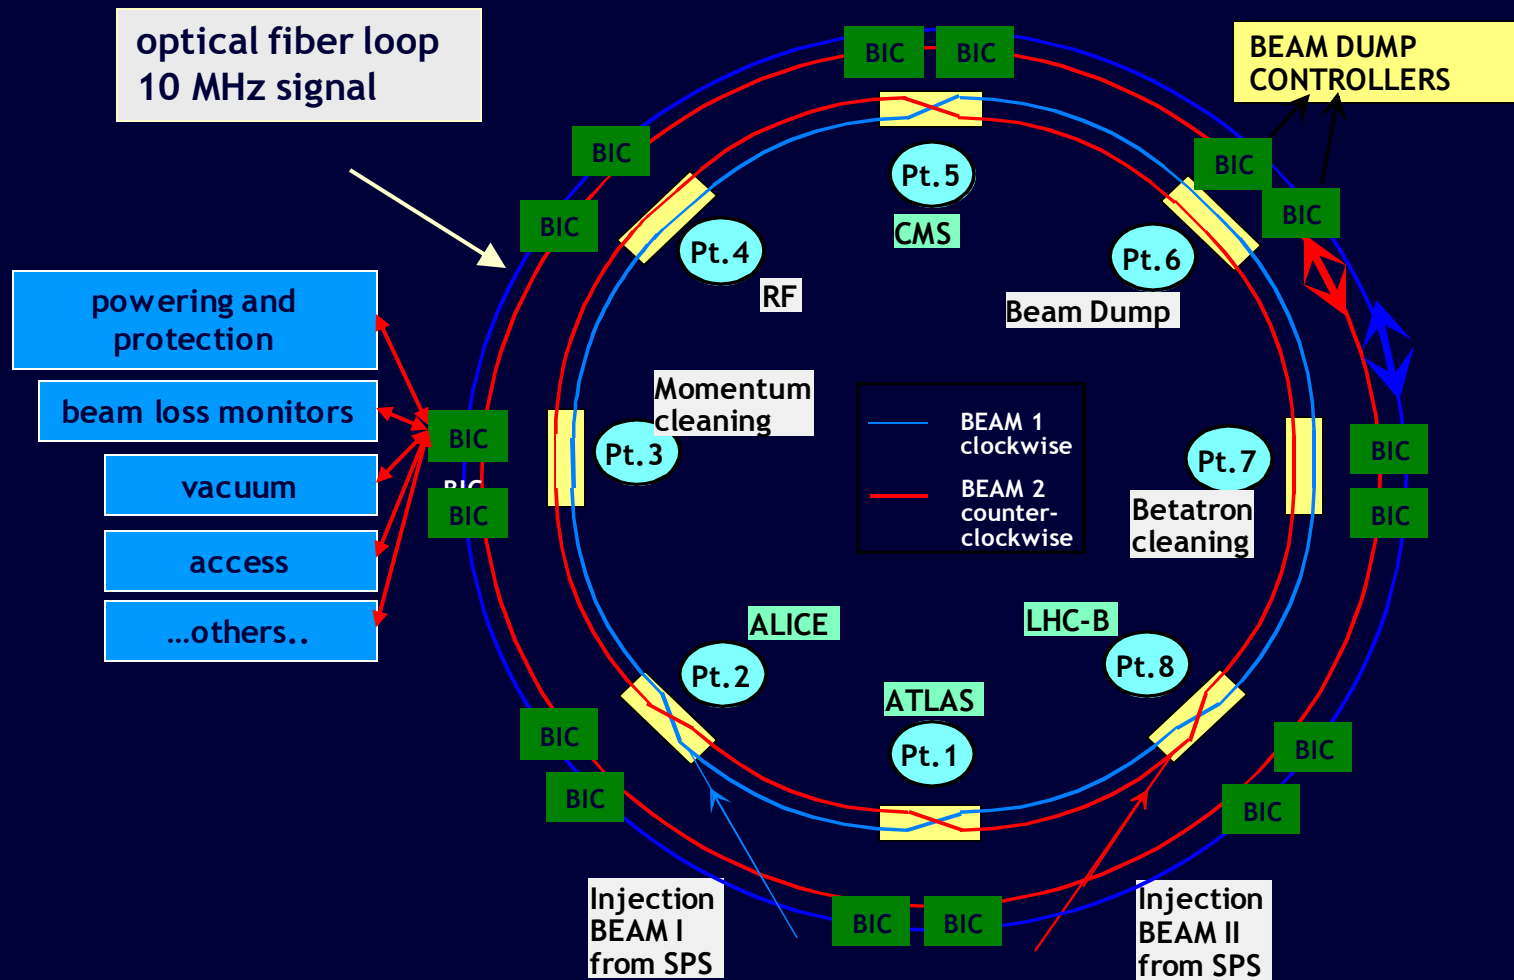 optical fiber loop
10 MHz signal
BIC
BIC
BEAM DUMP
CONTROLLERS
BIC
BIC
BIC
BIC
Pt.5
CMS
Pt.4
RF
Pt.6
Beam Dump
powering and
protection
beam loss monitors
vacuum
access
…others..
BIC
BIC
BIC
Momentum
cleaning
Pt.3
BEAM 1
clockwise
BEAM 2
counter-
clockwise
Pt.7
Betatron
cleaning
BIC
BIC
ALICE
Pt.2
LHC-B
Pt.8
ATLAS
Pt.1
BIC
BIC
BIC
BIC
Injection
BEAM I
from SPS
BIC
BIC
Injection
BEAM II
from SPS